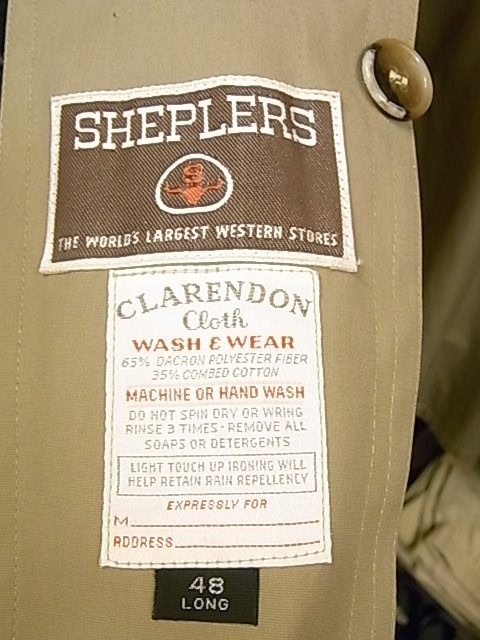 SHEPLERS
THE WORLD'S LARGEST WESTERN STORES
CLARENDON
Cloth
WASH & WEAR
65% DACRON POLYESTER FIBER
35% COMBED COTTON
MACHINE OR HAND WASH
DO NOT SPIN DRY OR WRING
RINSE 3 TIMES - REMOVE ALL
SOAPS OR DETERGENTS
LIGHT TOUCH UP IRONING WILL
HELP RETAIN RAIN REPELLENCY
EXPRESSLY FOR
M
ADDRESS
48
LONG